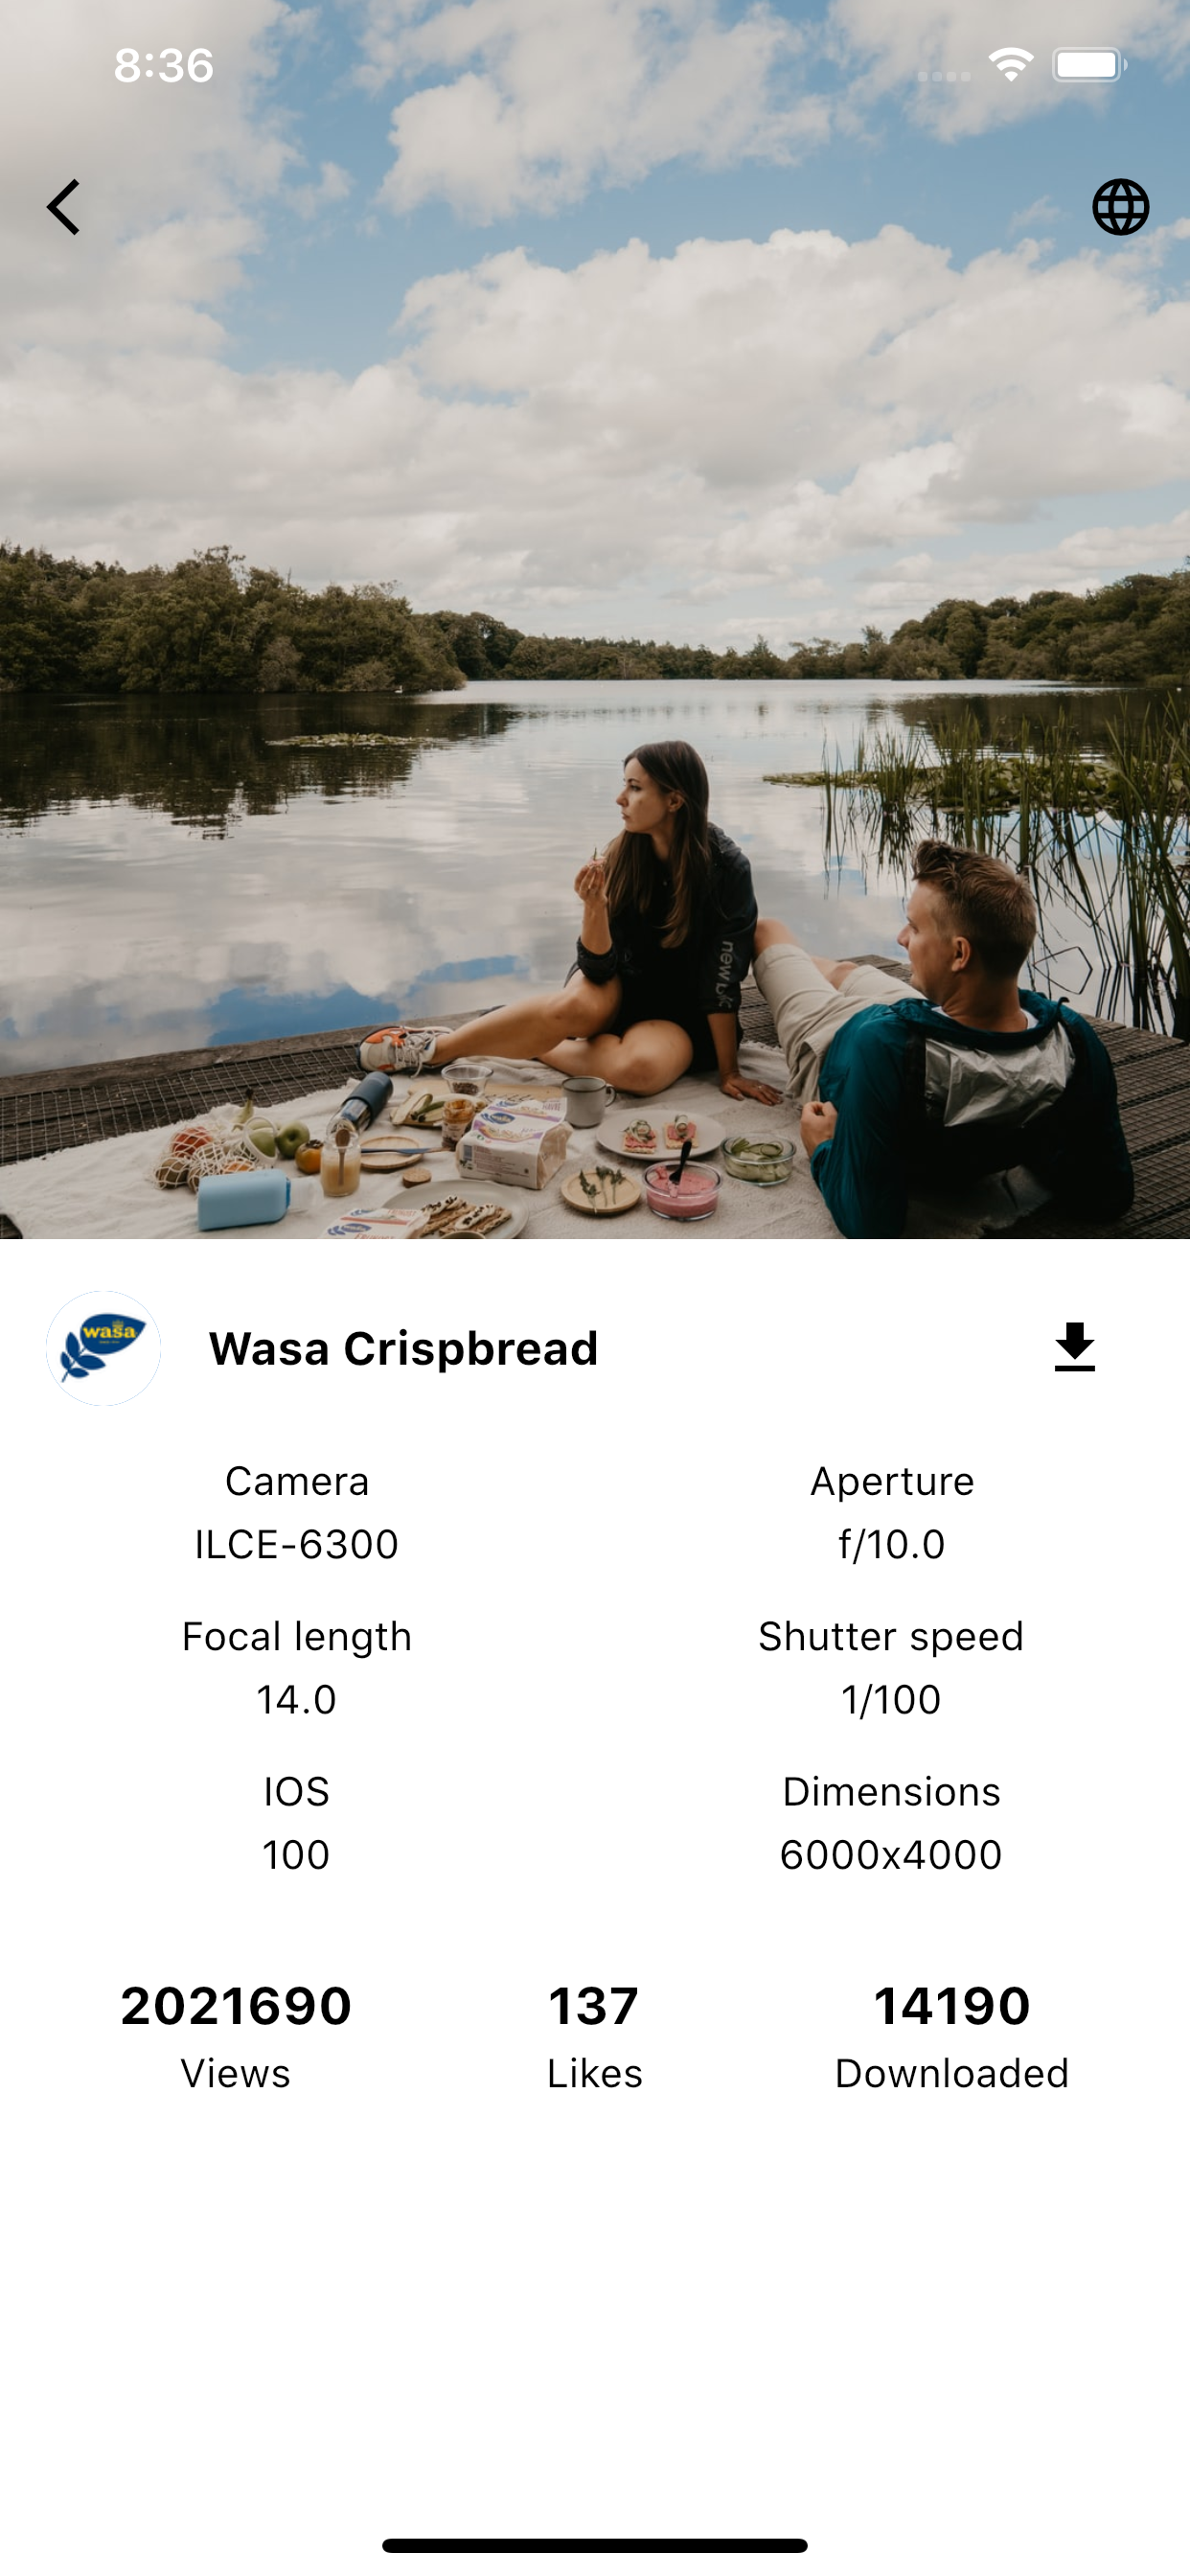 8:36
new
wasa
Wasa Crispbread
Camera
Aperture
ILCE-6300
f/10.0
Focal length
Shutter speed
14.0
1/100
IOS
Dimensions
100
6000x4000
2021690
137
14190
Views
Likes
Downloaded